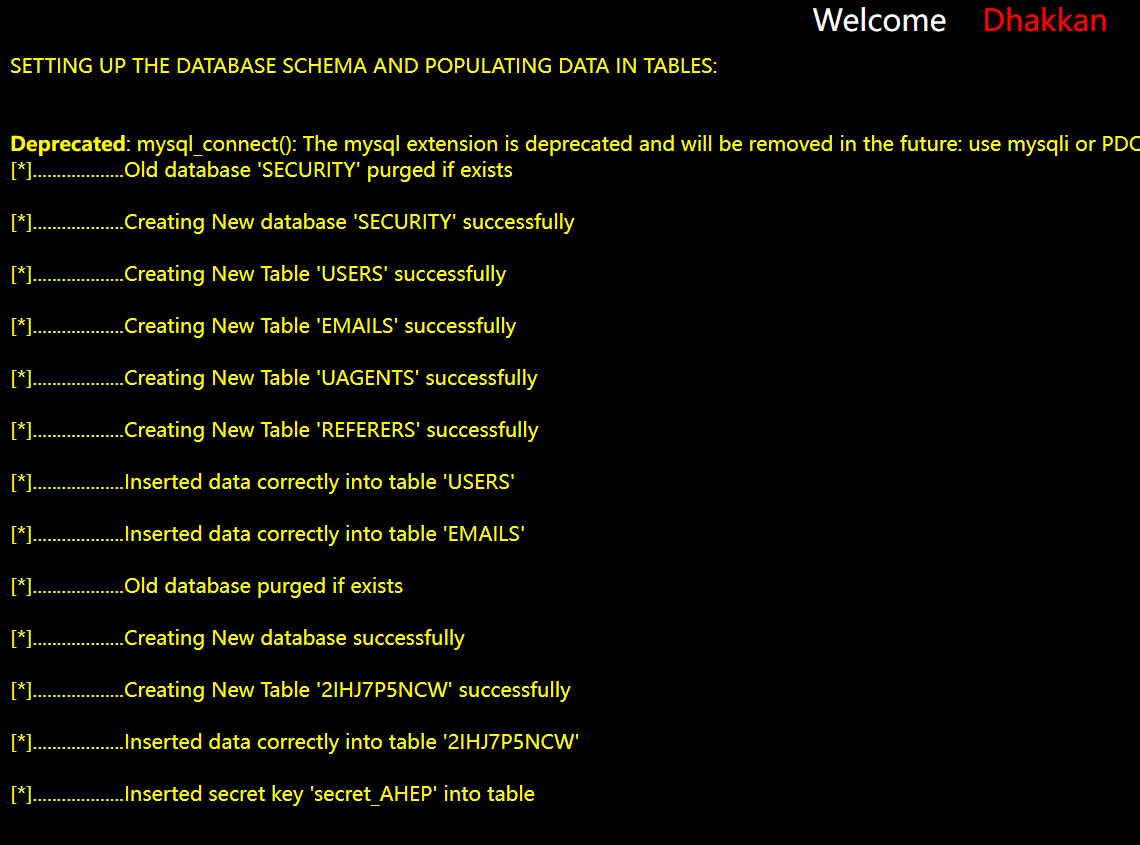 Welcome Dhakkan
SETTING UP THE DATABASE SCHEMA AND POPULATING DATA IN TABLES:
Deprecated: mysql_connect(): The mysql extension is deprecated and will be removed in the future: use mysqli or PDO
[*]...................Old database 'SECURITY' purged if exists
[*]...................Creating New database 'SECURITY' successfully
[*]...................Creating New Table 'USERS' successfully
[*]...................Creating New Table 'EMAILS' successfully
[*]...................Creating New Table 'UAGENTS' successfully
[*]...................Creating New Table 'REFERERS' successfully
[*]...................Inserted data correctly into table 'USERS'
[*]...................Inserted data correctly into table 'EMAILS'
[*]...................Old database purged if exists
[*]...................Creating New database successfully
[*]...................Creating New Table '2IHJ7P5NCW' successfully
[*]...................Inserted data correctly into table '2IHJ7P5NCW'
[*]...................Inserted secret key 'secret_AHEP' into table